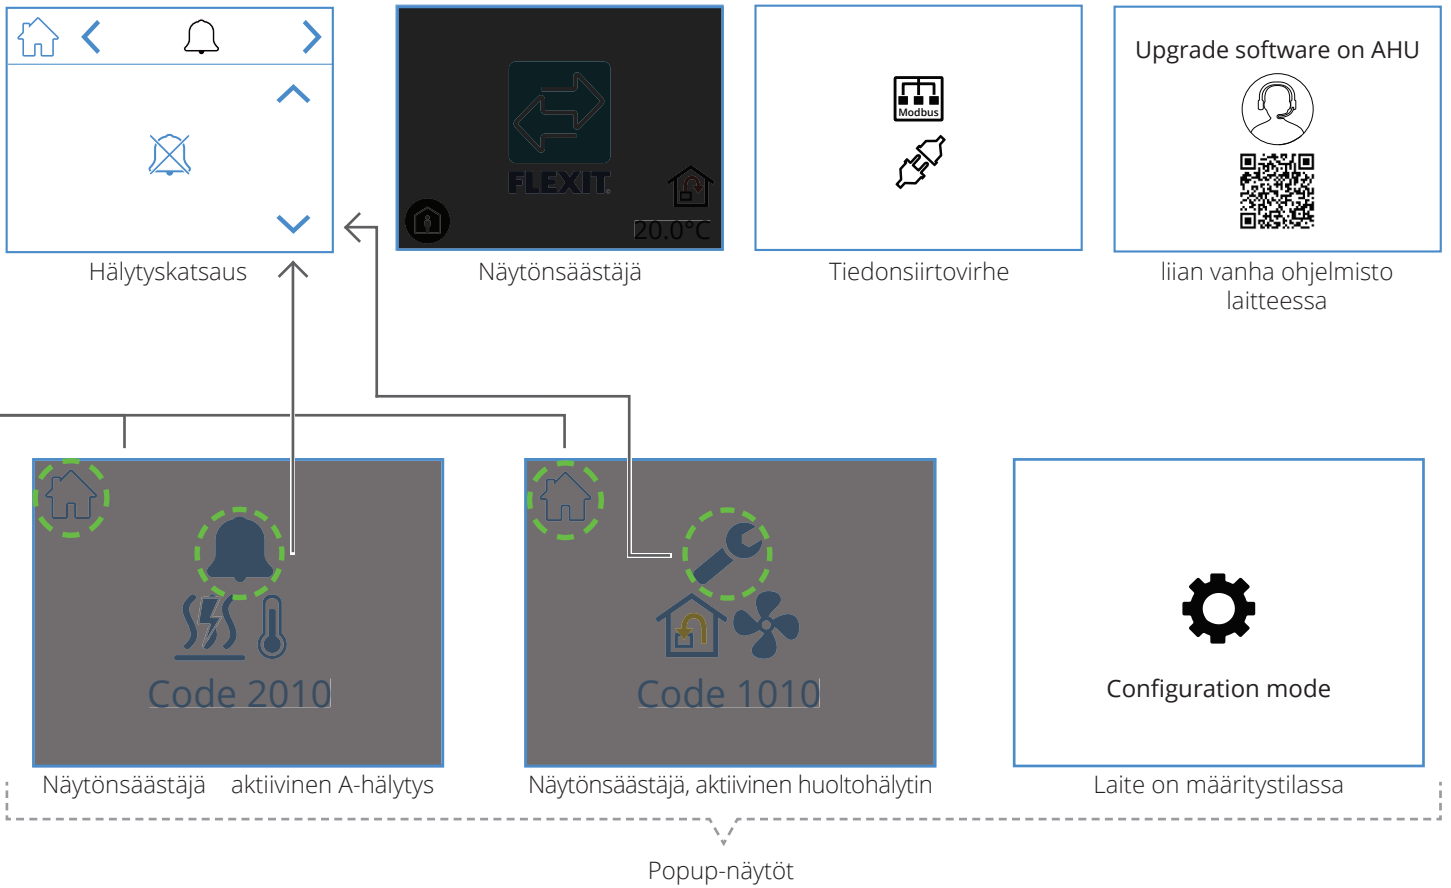 Upgrade software on AHU
Modbus
FLEXIT
20.0°C
Hälytyskatsaus
Näytönsäästäjä
Tiedonsiirtovirhe
liian vanha ohjelmisto
laitteessa
Code 2010
Code 1010
Configuration mode
Näytönsäästäjä aktiivinen A-hälytys
Näytönsäästäjä, aktiivinen huoltohälytin
Laite on määritystilassa
Popup-näytöt